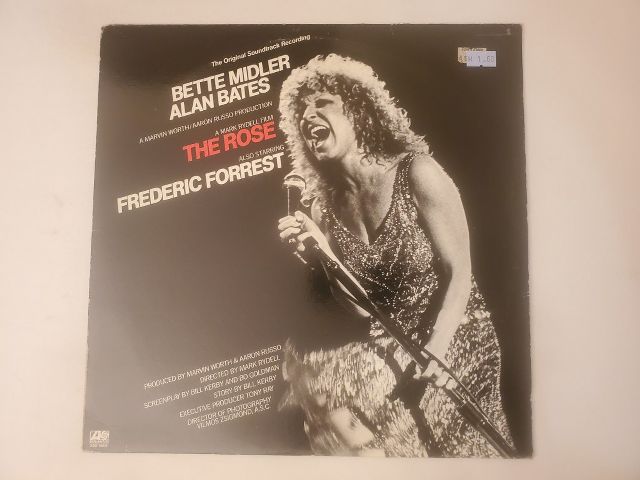 The Original Soundtrack Recording
BETTE MIDLER
ALAN BATES
A MARVIN WORTH/AARON RUSSO PRODUCTION
A MARK RYDELL FILM
THE ROSE
ALSO STARRING
FREDERIC FORREST
PRODUCED BY MARVIN WORTH & AARON RUSSO
DIRECTED BY MARK RYDELL
SCREENPLAY BY BILL KERBY AND BO GOLDMAN
STORY BY BILL KERBY
EXECUTIVE PRODUCER TONY RAY
DIRECTOR OF PHOTOGRAPHY
VILMOS ZSIGMOND, A.S.C.